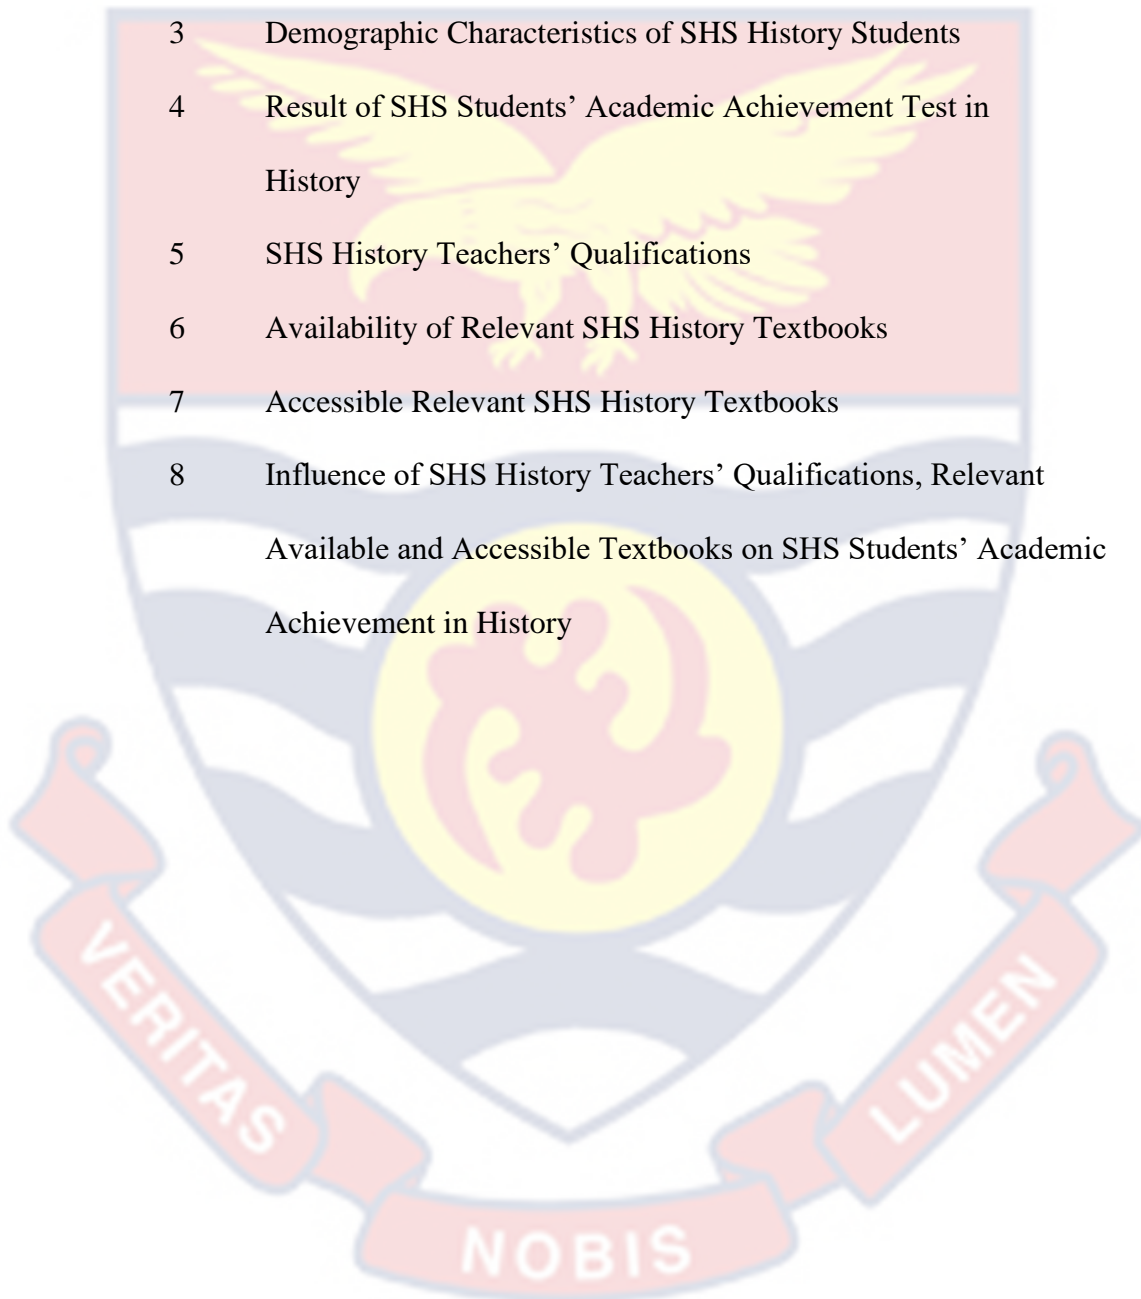 3 Demographic Characteristics of SHS History Students
4 Result of SHS Students’ Academic Achievement Test in
History
5 SHS History Teachers’ Qualifications
6 Availability of Relevant SHS History Textbooks
7 Accessible Relevant SHS History Textbooks
8 Influence of SHS History Teachers’ Qualifications, Relevant
Available and Accessible Textbooks on SHS Students’ Academic
Achievement in History
VERITAS
NOBIS
LUMEN